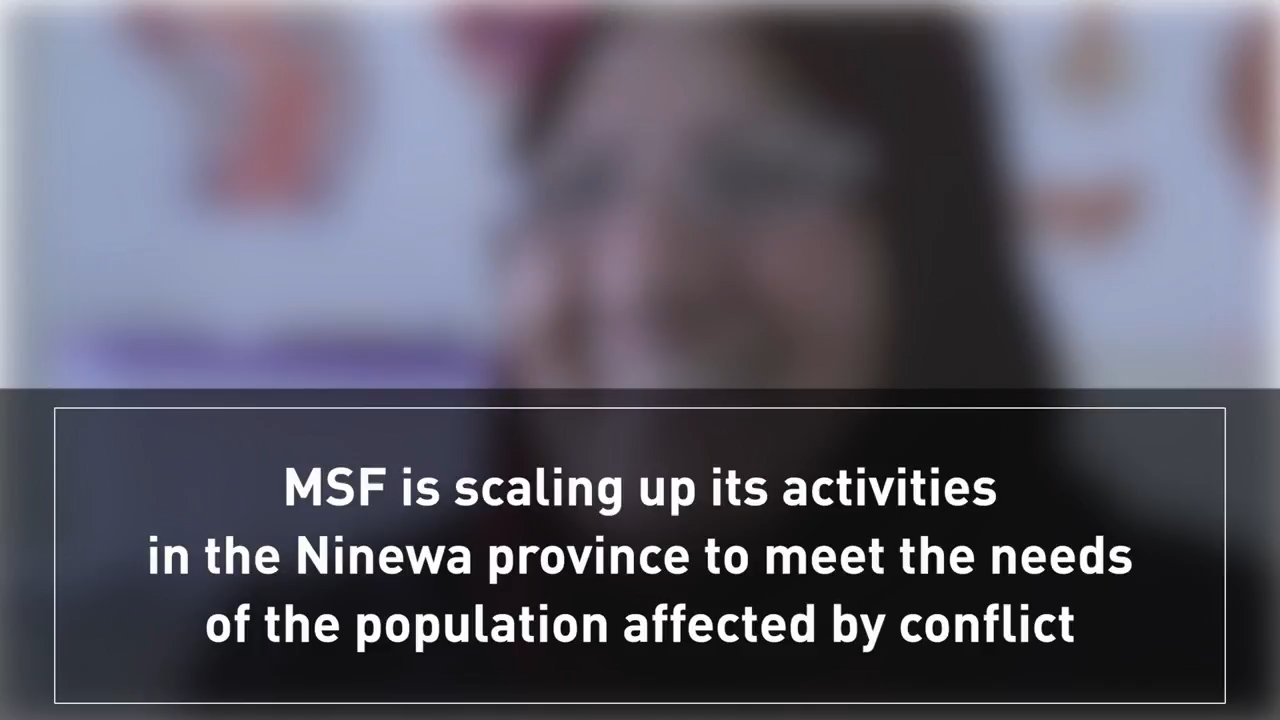 MSF is scaling up its activities
in the Ninewa province to meet the needs
of the population affected by conflict